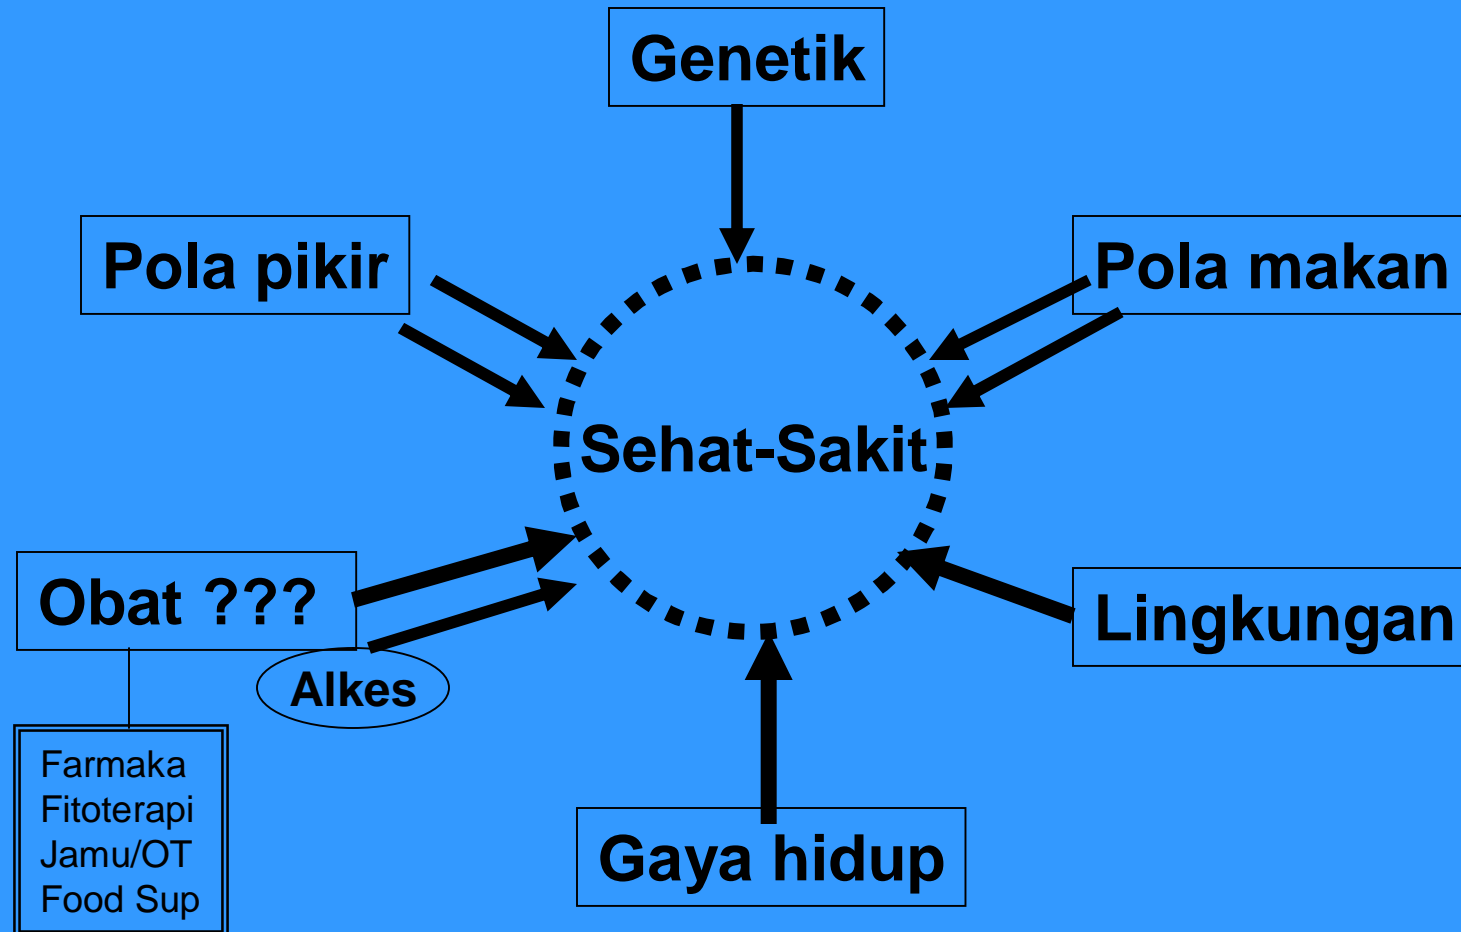 Genetik
Pola pikir
Pola makan
Sehat-Sakit
Obat ???
Lingkungan
Alkes
Farmaka
Fitoterapi
Jamu/OT
Food Sup
Gaya hidup